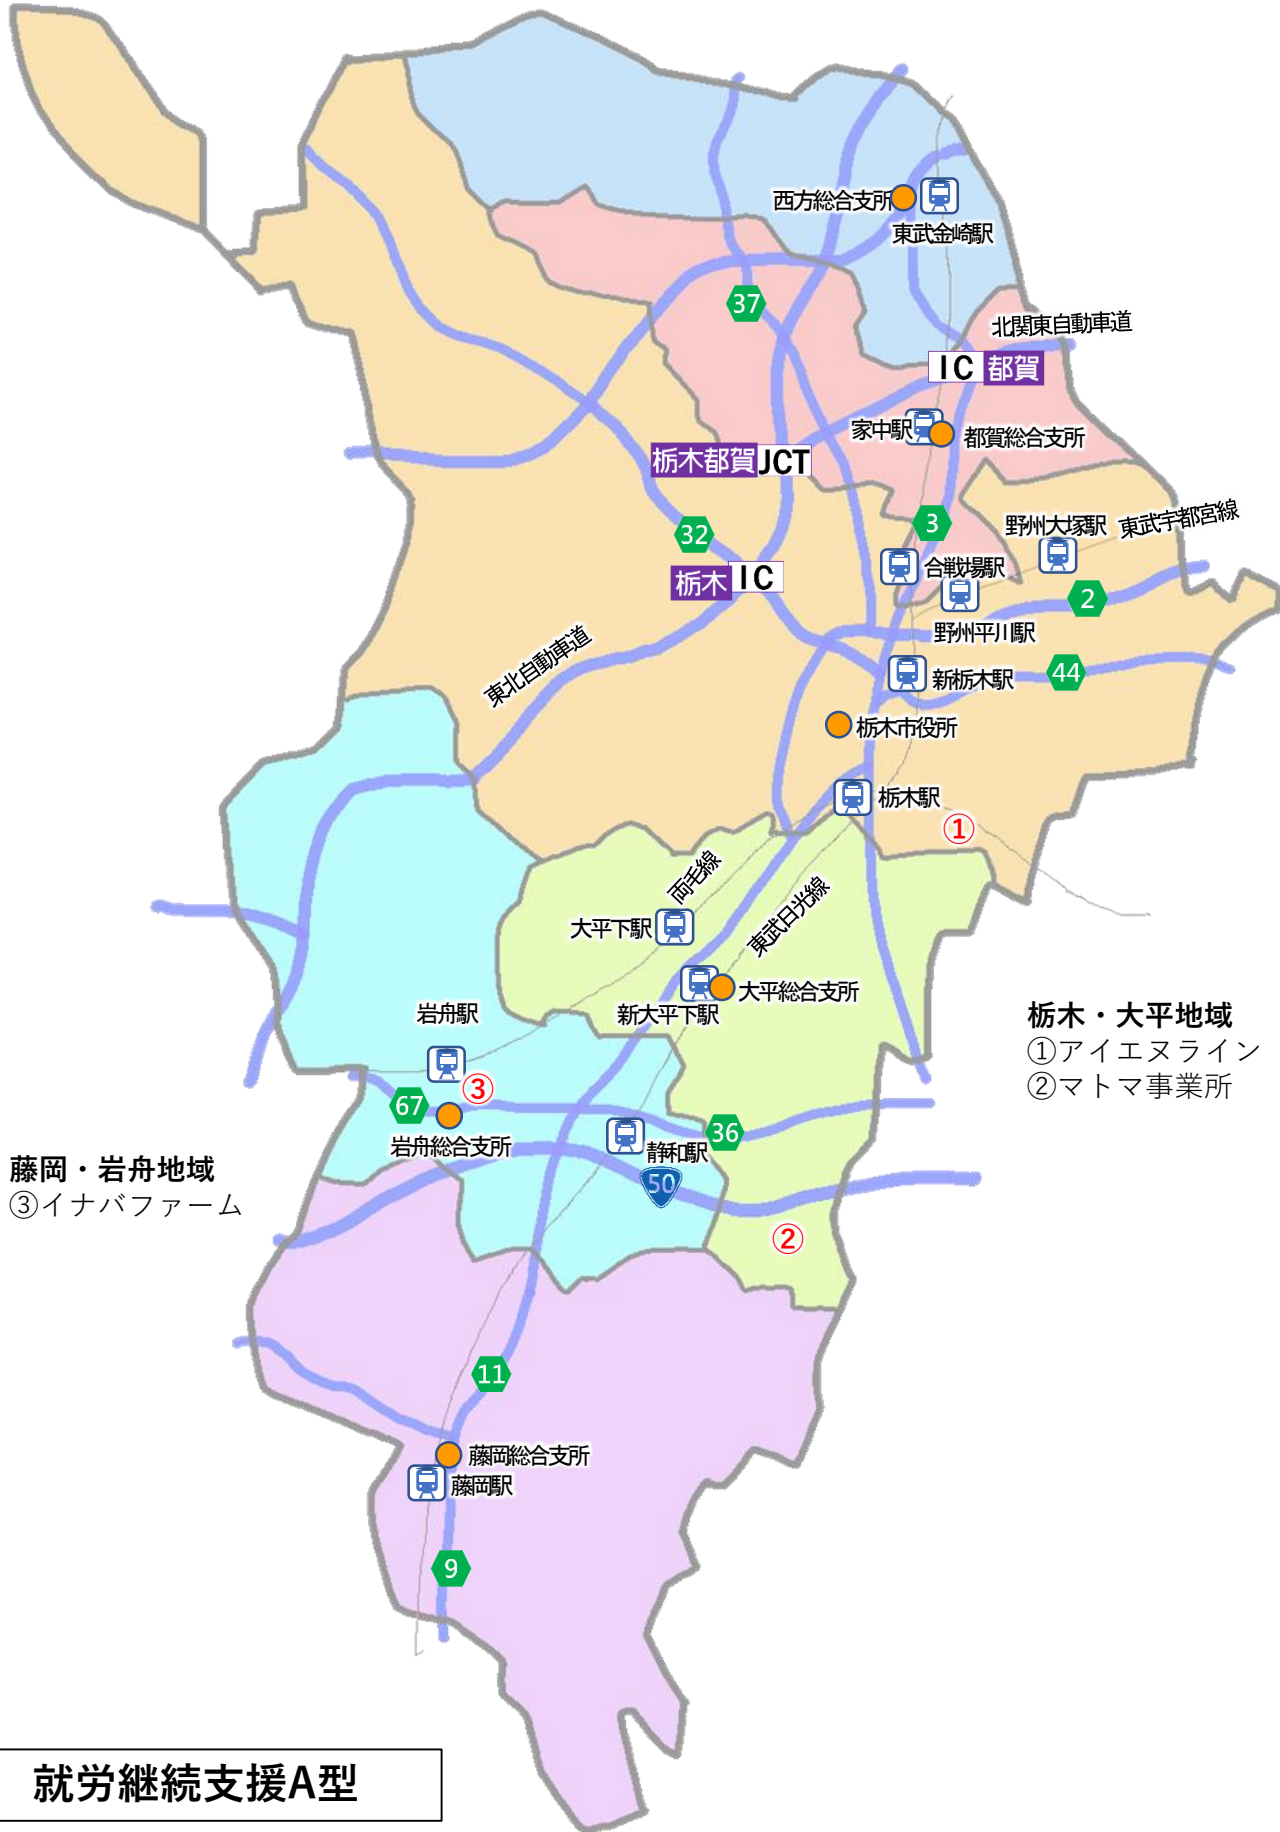 西方総合支所
東武金崎駅
37
北関東自動車道
IC 都賀
家中駅
都賀総合支所
栃木都賀JCT
32
3
野州大塚駅
東武宇都宮線
合戦場駅
栃木 IC
2
野州平川駅
東北自動車道
新栃木駅
44
栃木市役所
栃木駅
①
両毛線
東武日光線
大平下駅
大平総合支所
新大平下駅
岩舟駅
栃木・大平地域
①アイエヌライン
②マトマ事業所
③
67
岩舟総合支所
36
静和駅
50
藤岡・岩舟地域
③イナバファーム
②
11
藤岡総合支所
藤岡駅
9
就労継続支援A型